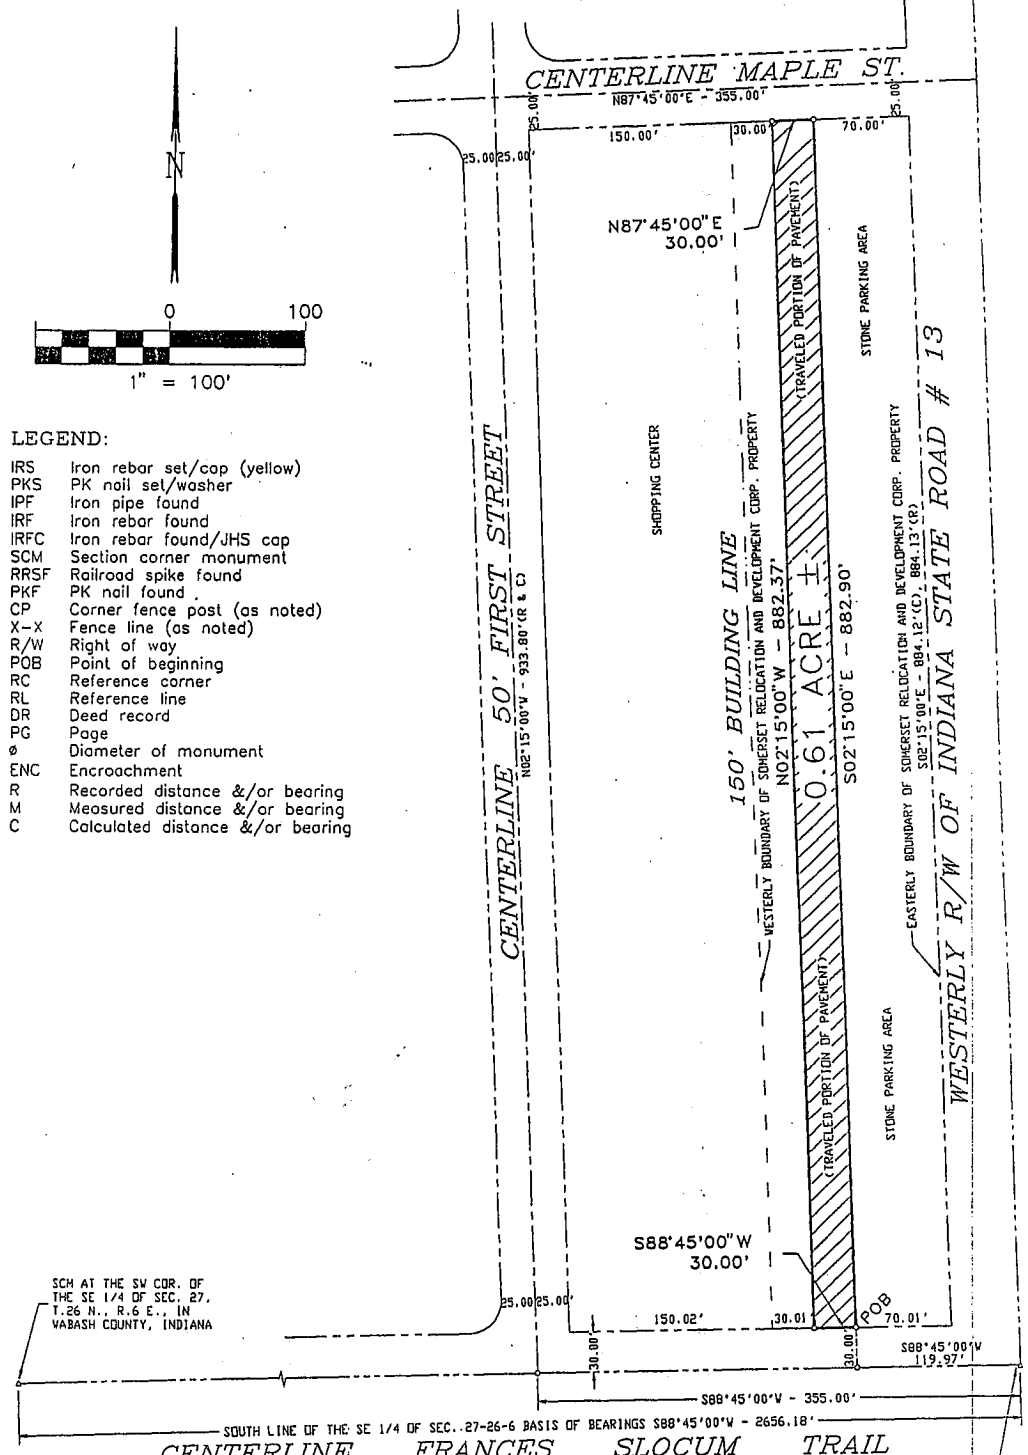 CENTERLINE MAPLE ST.
N87°45'00"E - 355.00'
25.00'
25.00'
150.00'
30.00'
70.00'
25.00'
25.00'
N
N87°45'00"E
30.00'
(TRAVELED PORTION OF PAVEMENT)
STONE PARKING AREA
0 100
1" = 100'
LEGEND:
IRS Iron rebar set/cap (yellow)
PKS PK nail set/washer
IPF Iron pipe found
IRF Iron rebar found
IRFC Iron rebar found/JHS cap
SCM Section corner monument
RRSF Railroad spike found
PKF PK nail found
CP Corner fence post (as noted)
X-X Fence line (as noted)
R/W Right of way
POB Point of beginning
RC Reference corner
RL Reference line
DR Deed record
PG Page
ø Diameter of monument
ENC Encroachment
R Recorded distance &/or bearing
M Measured distance &/or bearing
C Calculated distance &/or bearing
CENTERLINE 50' FIRST STREET
N02°15'00"W - 933.80'(R & C)
SHOPPING CENTER
150' BUILDING LINE
WESTERLY BOUNDARY OF SOMERSET RELOCATION AND DEVELOPMENT CORP. PROPERTY
N02°15'00"W - 882.37'
0.61 ACRE ±
S02°15'00"E - 882.90'
EASTERLY BOUNDARY OF SOMERSET RELOCATION AND DEVELOPMENT CORP. PROPERTY
S02°15'00"E - 884.12'(C), 884.13'(R)
WESTERLY R/W OF INDIANA STATE ROAD # 13
(TRAVELED PORTION OF PAVEMENT)
STONE PARKING AREA
S88°45'00"W
30.00'
SCM AT THE SW COR. OF
THE SE 1/4 OF SEC. 27,
T.26 N., R.6 E., IN
WABASH COUNTY, INDIANA
25.00'
25.00'
150.02'
30.01
POB
70.01'
30.00'
30.00'
S88°45'00"W
119.97'
S88°45'00"W - 355.00'
SOUTH LINE OF THE SE 1/4 OF SEC. 27-26-6 BASIS OF BEARINGS S88°45'00"W - 2656.18'
CENTERLINE FRANCES SLOCUM TRAIL